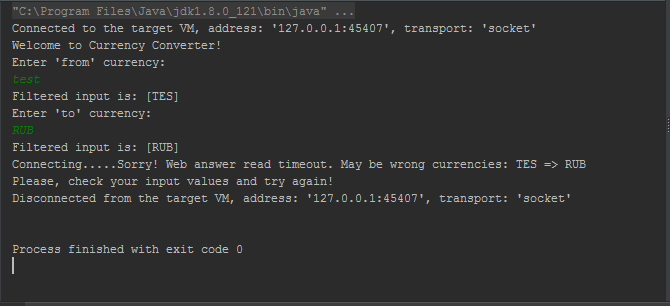 "C:\Program Files\Java\jdk1.8.0_121\bin\java" ...
Connected to the target VM, address: '127.0.0.1:45407', transport: 'socket'
Welcome to Currency Converter!
Enter 'from' currency:
test
Filtered input is: [TES]
Enter 'to' currency:
RUB
Filtered input is: [RUB]
Connecting.....Sorry! Web answer read timeout. May be wrong currencies: TES => RUB
Please, check your input values and try again!
Disconnected from the target VM, address: '127.0.0.1:45407', transport: 'socket'
Process finished with exit code 0